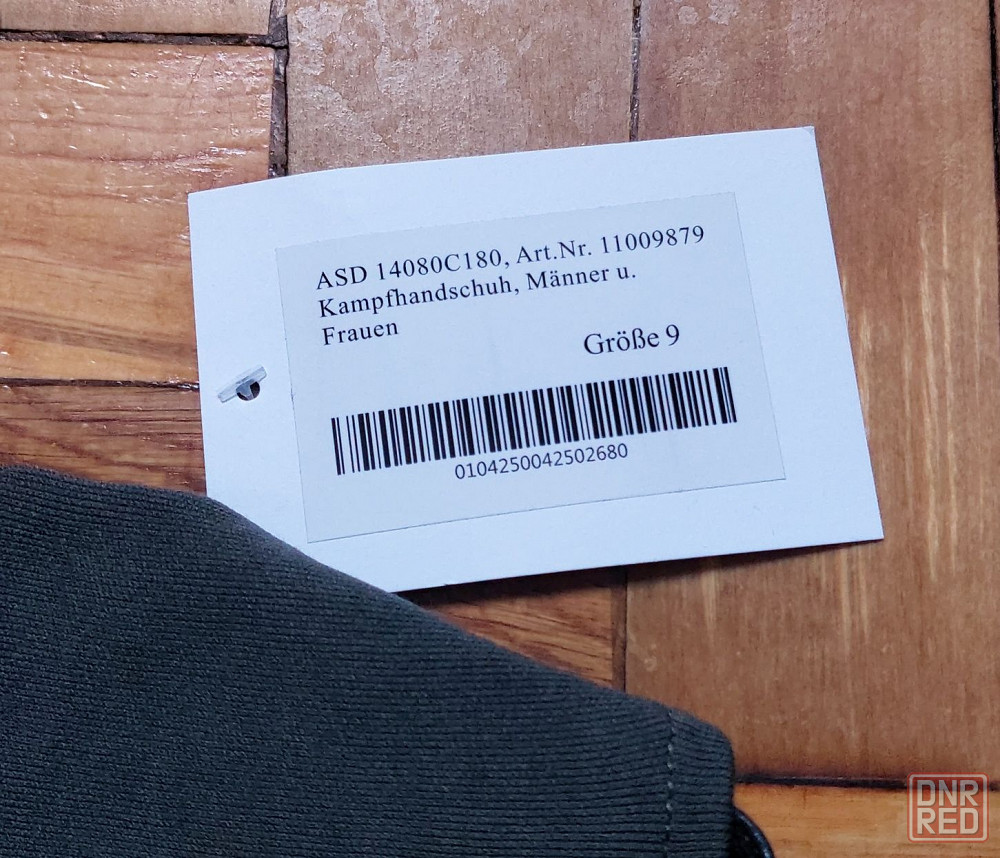 ASD 14080C180, Art.Nr. 11009879
Kampfhandschuh, Männer u.
Frauen
Größe 9
0104250042502680
DNR
RED